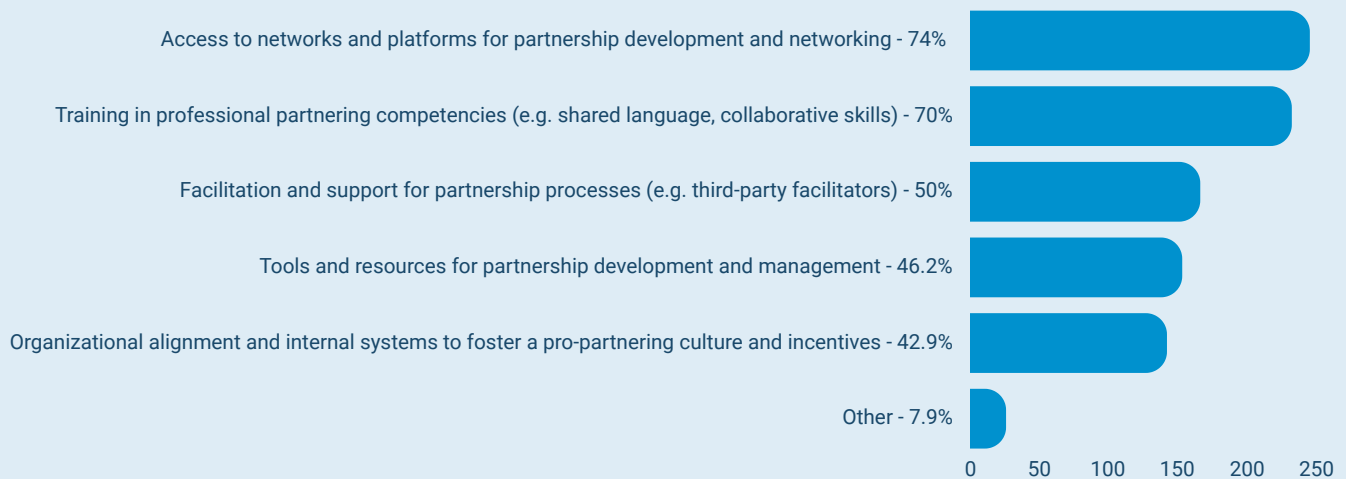 Access to networks and platforms for partnership development and networking - 74%
Training in professional partnering competencies (e.g. shared language, collaborative skills) - 70%
Facilitation and support for partnership processes (e.g. third-party facilitators) - 50%
Tools and resources for partnership development and management - 46.2%
Organizational alignment and internal systems to foster a pro-partnering culture and incentives - 42.9%
Other - 7.9%
0 50 100 150 200 250